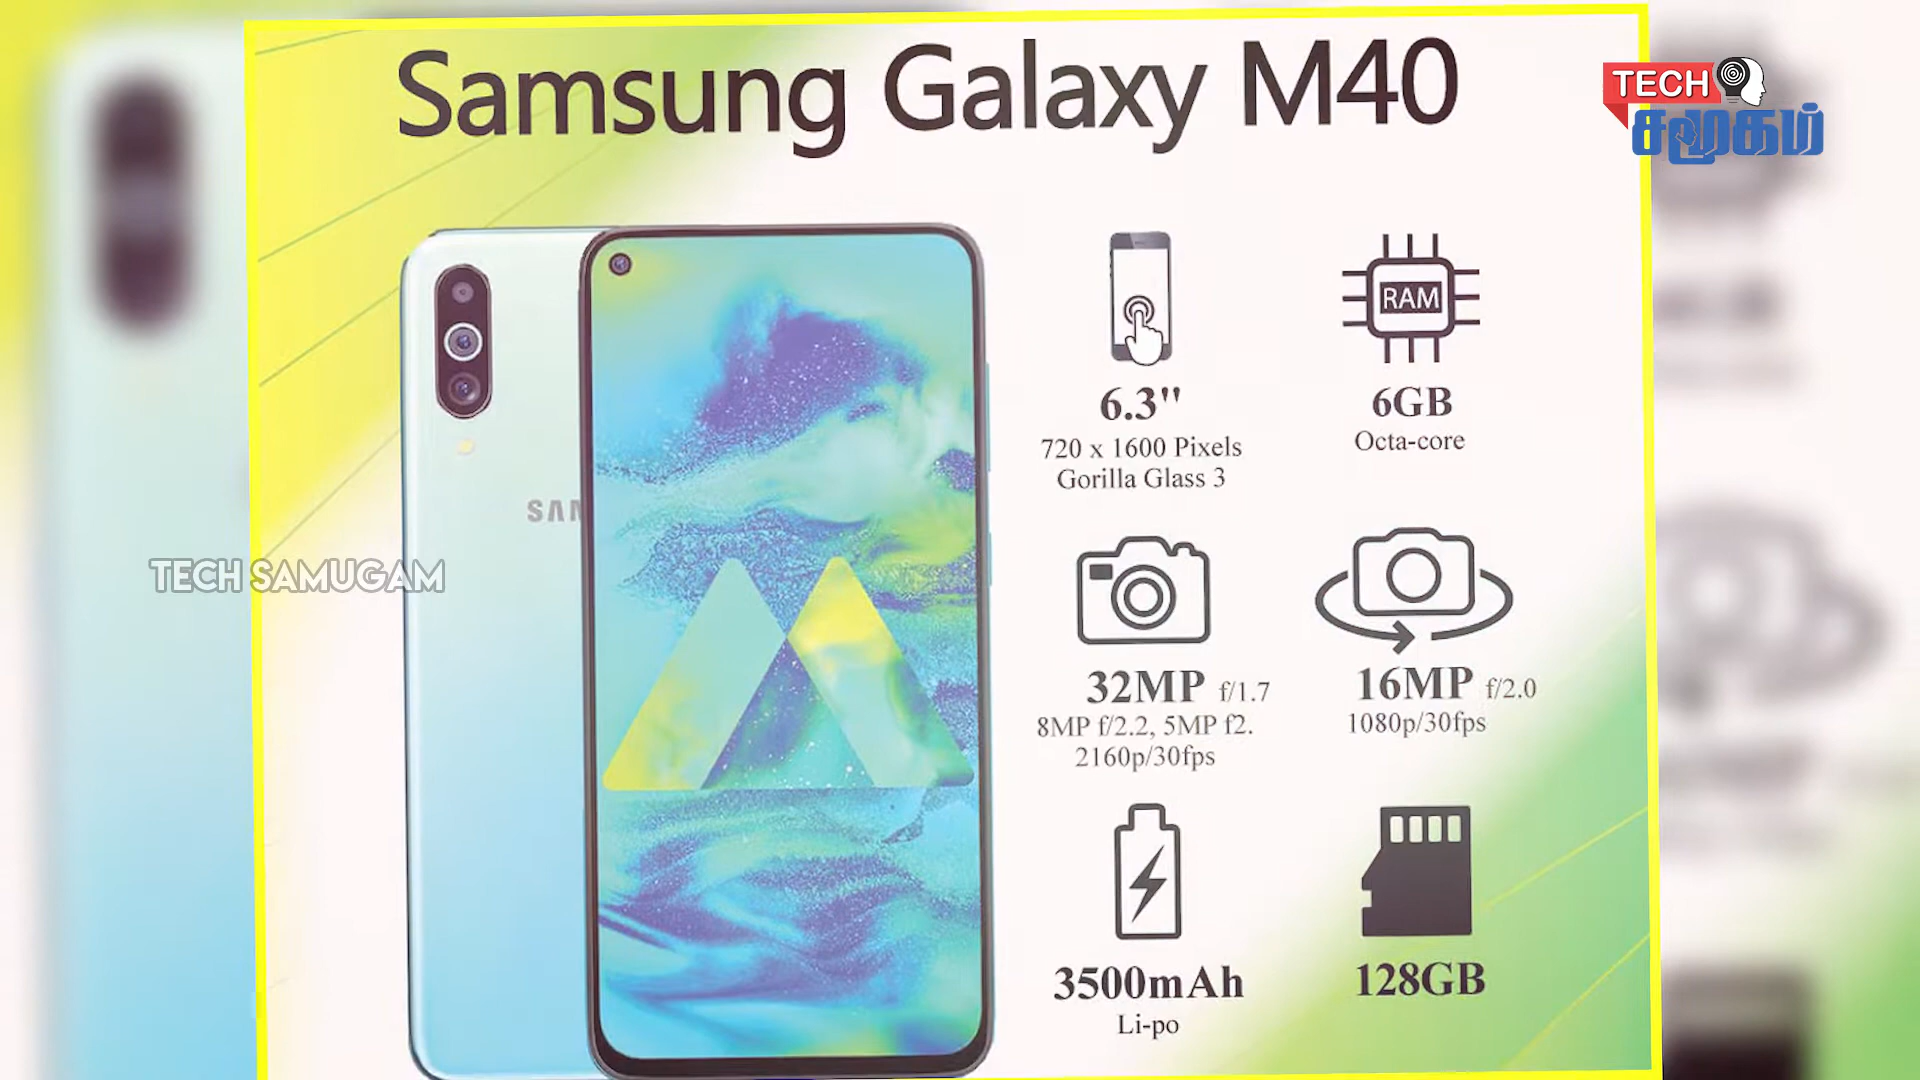 Samsung Galaxy M40
TECH
சமூகம்
RAM
6.3"
720 x 1600 Pixels
Gorilla Glass 3
6GB
Octa-core
SAM
TECH SAMUGAM
32MP f/1.7
8MP f/2.2, 5MP f2.
2160p/30fps
16MP f/2.0
1080p/30fps
3500mAh
Li-po
128GB